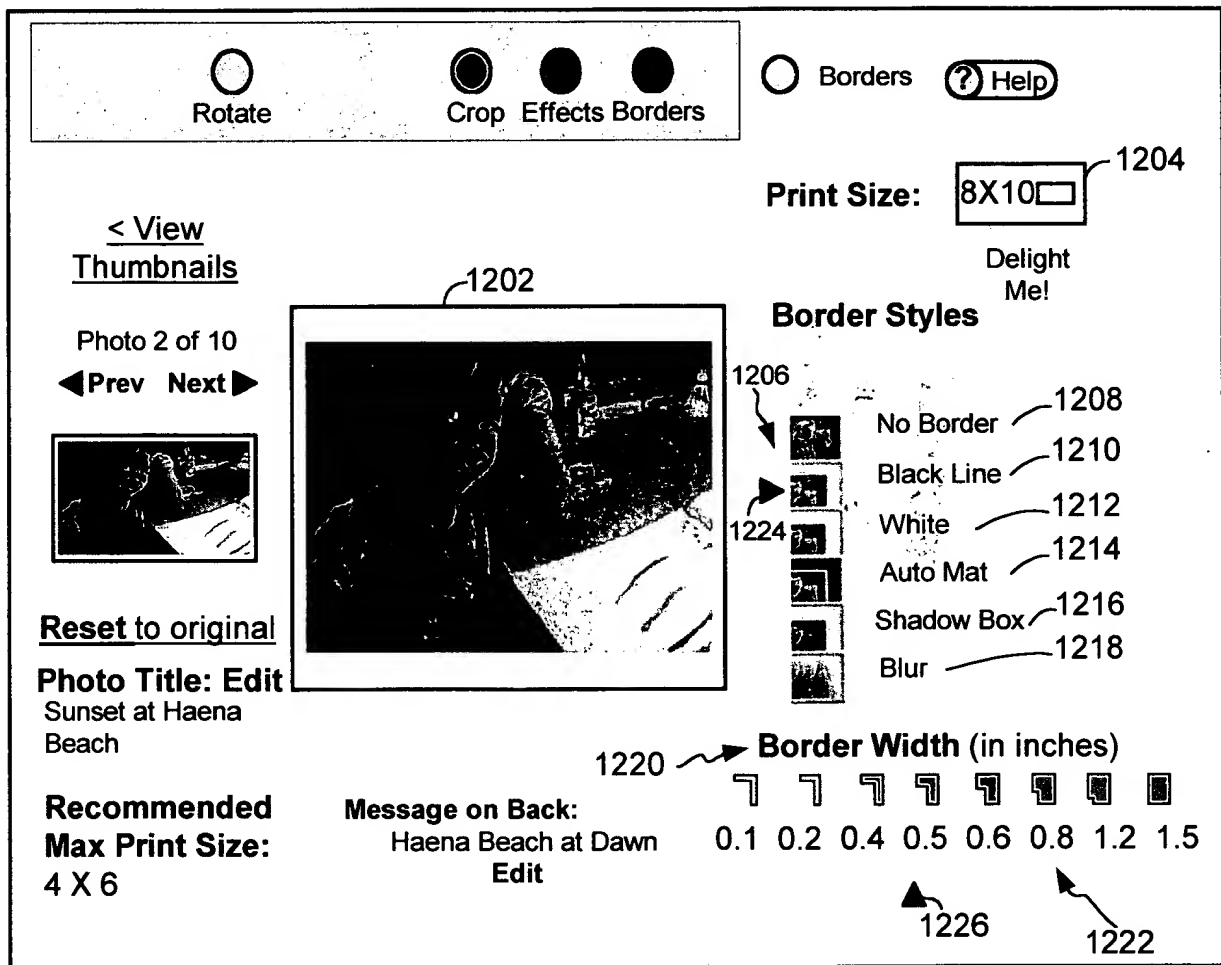 Rotate
Crop Effects Borders
Borders
? Help
1204
Print Size: 8X10
Delight
Me!
< View
Thumbnails
Photo 2 of 10
Prev Next
1202
Border Styles
1206
1224
No Border 1208
Black Line 1210
White 1212
Auto Mat 1214
Shadow Box 1216
Blur 1218
Reset to original
Photo Title: Edit
Sunset at Haena
Beach
1220
Border Width (in inches)
0.1 0.2 0.4 0.5 0.6 0.8 1.2 1.5
1226
1222
Recommended
Max Print Size:
4 X 6
Message on Back:
Haena Beach at Dawn
Edit